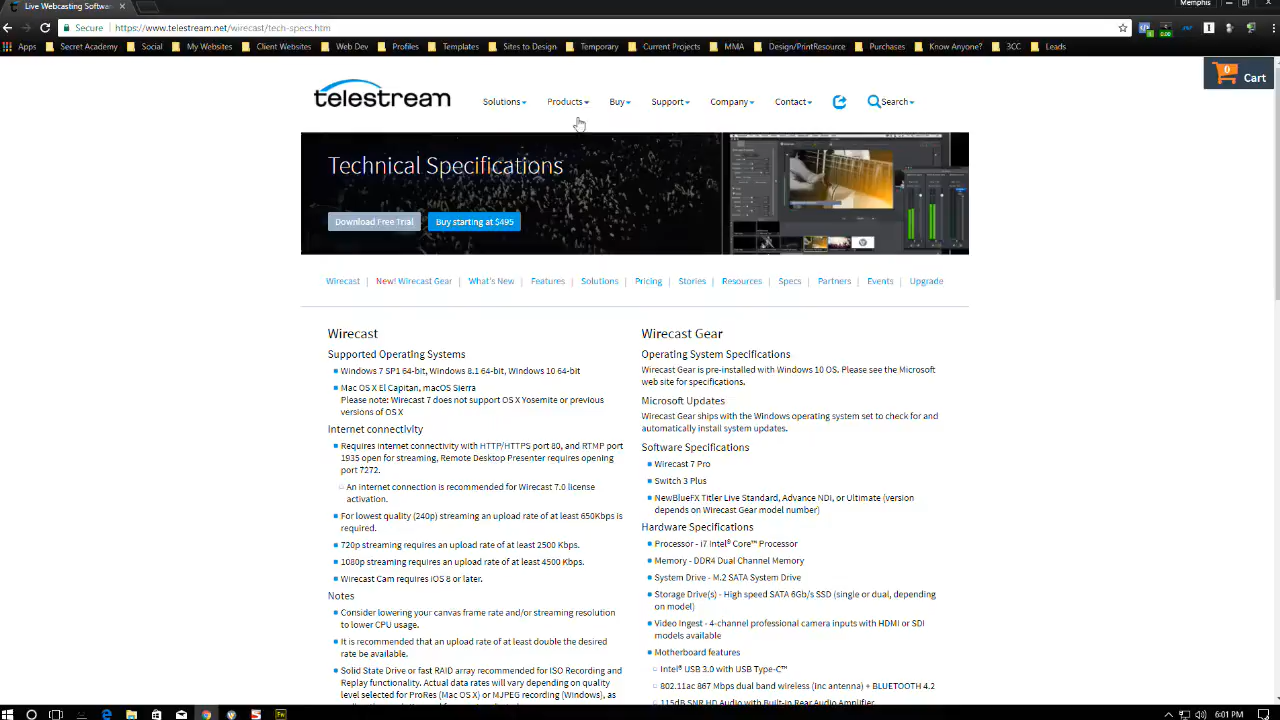 Live Webcasting Softwa
Memphis
Secure
https://www.telestream.net/wirecast/tech-specs.htm
Apps Secret Academy Social My Websites Client Websites Web Dev Profiles Templates Sites to Design Temporary Current Projects MMA Design/PrintResource Purchases Know Anyone? 3CC Leads
0 Cart
telestream
Solutions Products Buy Support Company Contact Search
Technical Specifications
Download Free Trial Buy starting at $495
Wirecast | New! Wirecast Gear | What's New | Features | Solutions | Pricing | Stories | Resources | Specs | Partners | Events | Upgrade
Wirecast
Supported Operating Systems
Windows 7 SP1 64-bit, Windows 8.1 64-bit, Windows 10 64-bit
Mac OS X El Capitan, macOS Sierra
Please note: Wirecast 7 does not support OS X Yosemite or previous
versions of OS X
Internet connectivity
Requires internet connectivity with HTTP/HTTPS port 80, and RTMP port
1935 open for streaming, Remote Desktop Presenter requires opening
port 7272.
An internet connection is recommended for Wirecast 7.0 license
activation.
For lowest quality (240p) streaming an upload rate of at least 650Kbps is
required.
720p streaming requires an upload rate of at least 2500 Kbps.
1080p streaming requires an upload rate of at least 4500 Kbps.
Wirecast Cam requires iOS 8 or later.
Notes
Consider lowering your canvas frame rate and/or streaming resolution
to lower CPU usage.
It is recommended that an upload rate of at least double the desired
rate be available.
Solid State Drive or fast RAID array recommended for ISO Recording and
Replay functionality. Actual data rates will vary depending on quality
level selected for ProRes (Mac OS X) or MJPEG recording (Windows), as
Wirecast Gear
Operating System Specifications
Wirecast Gear is pre-installed with Windows 10 OS. Please see the Microsoft
web site for specifications.
Microsoft Updates
Wirecast Gear ships with the Windows operating system set to check for and
automatically install system updates.
Software Specifications
Wirecast 7 Pro
Switch 3 Plus
NewBlueFX Titler Live Standard, Advance NDI, or Ultimate (version
depends on Wirecast Gear model number)
Hardware Specifications
Processor - i7 Intel® Core™ Processor
Memory - DDR4 Dual Channel Memory
System Drive - M.2 SATA System Drive
Storage Drive(s) - High speed SATA 6Gb/s SSD (single or dual, depending
on model)
Video Ingest - 4-channel professional camera inputs with HDMI or SDI
models available
Motherboard features
Intel® USB 3.0 with USB Type-C™
802.11ac 867 Mbps dual band wireless (inc antenna) + BLUETOOTH 4.2
115dB SNR HD Audio with Built-in Rear Audio Amplifier
6:01 PM